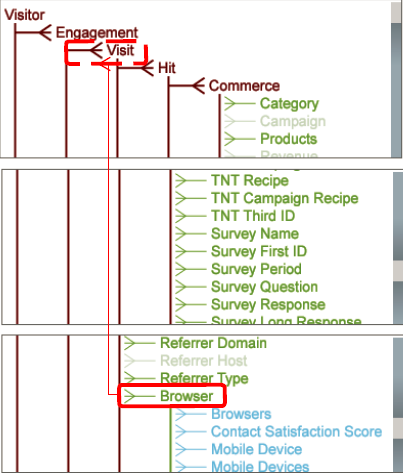 Visitor
Engagement
Visit
Hit
Commerce
Category
Campaign
Products
Revenue
TNT Recipe
TNT Campaign Recipe
TNT Third ID
Survey Name
Survey First ID
Survey Period
Survey Question
Survey Response
Survey Long Response
Referrer Domain
Referrer Host
Referrer Type
Browser
Browsers
Contact Satisfaction Score
Mobile Device
Mobile Devices